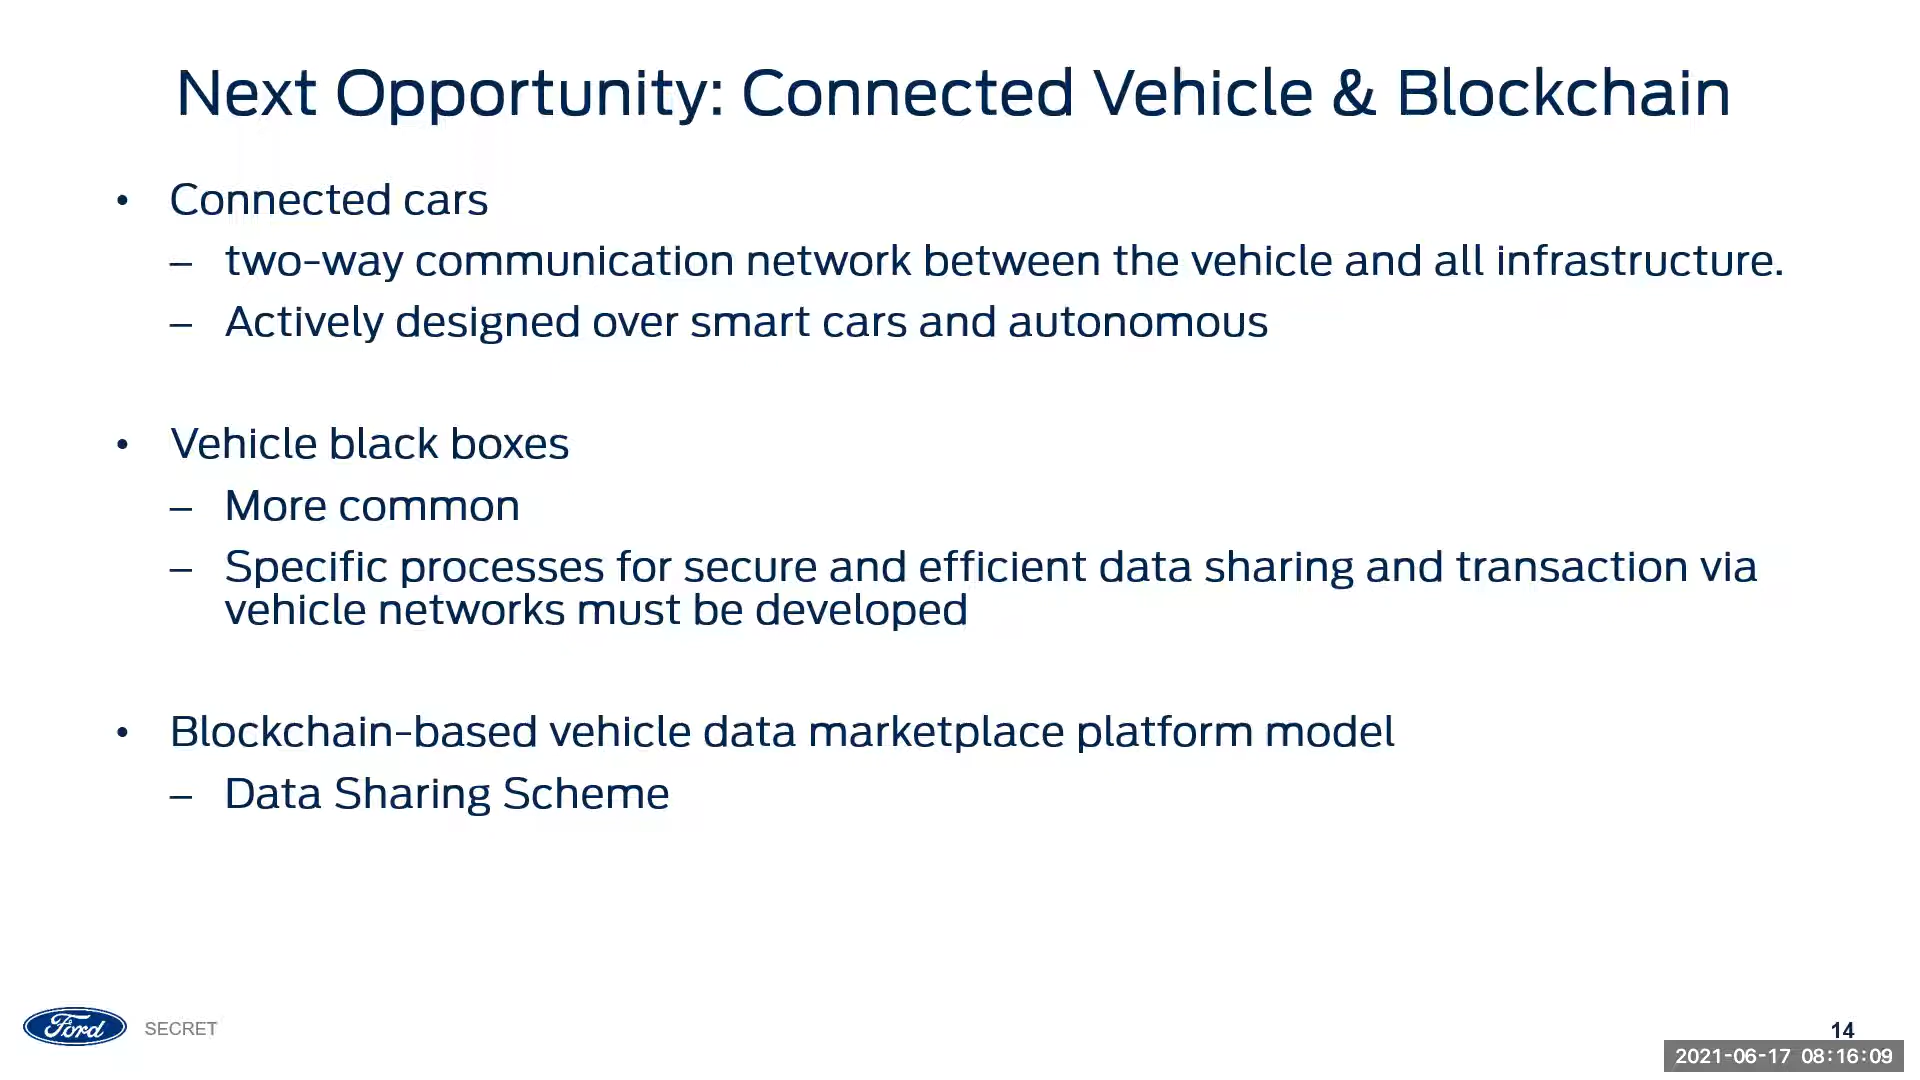 Next Opportunity: Connected Vehicle & Blockchain
• Connected cars
– two-way communication network between the vehicle and all infrastructure.
– Actively designed over smart cars and autonomous
• Vehicle black boxes
– More common
– Specific processes for secure and efficient data sharing and transaction via
vehicle networks must be developed
• Blockchain-based vehicle data marketplace platform model
– Data Sharing Scheme
Ford SECRET
14
2021-06-17 08:16:09